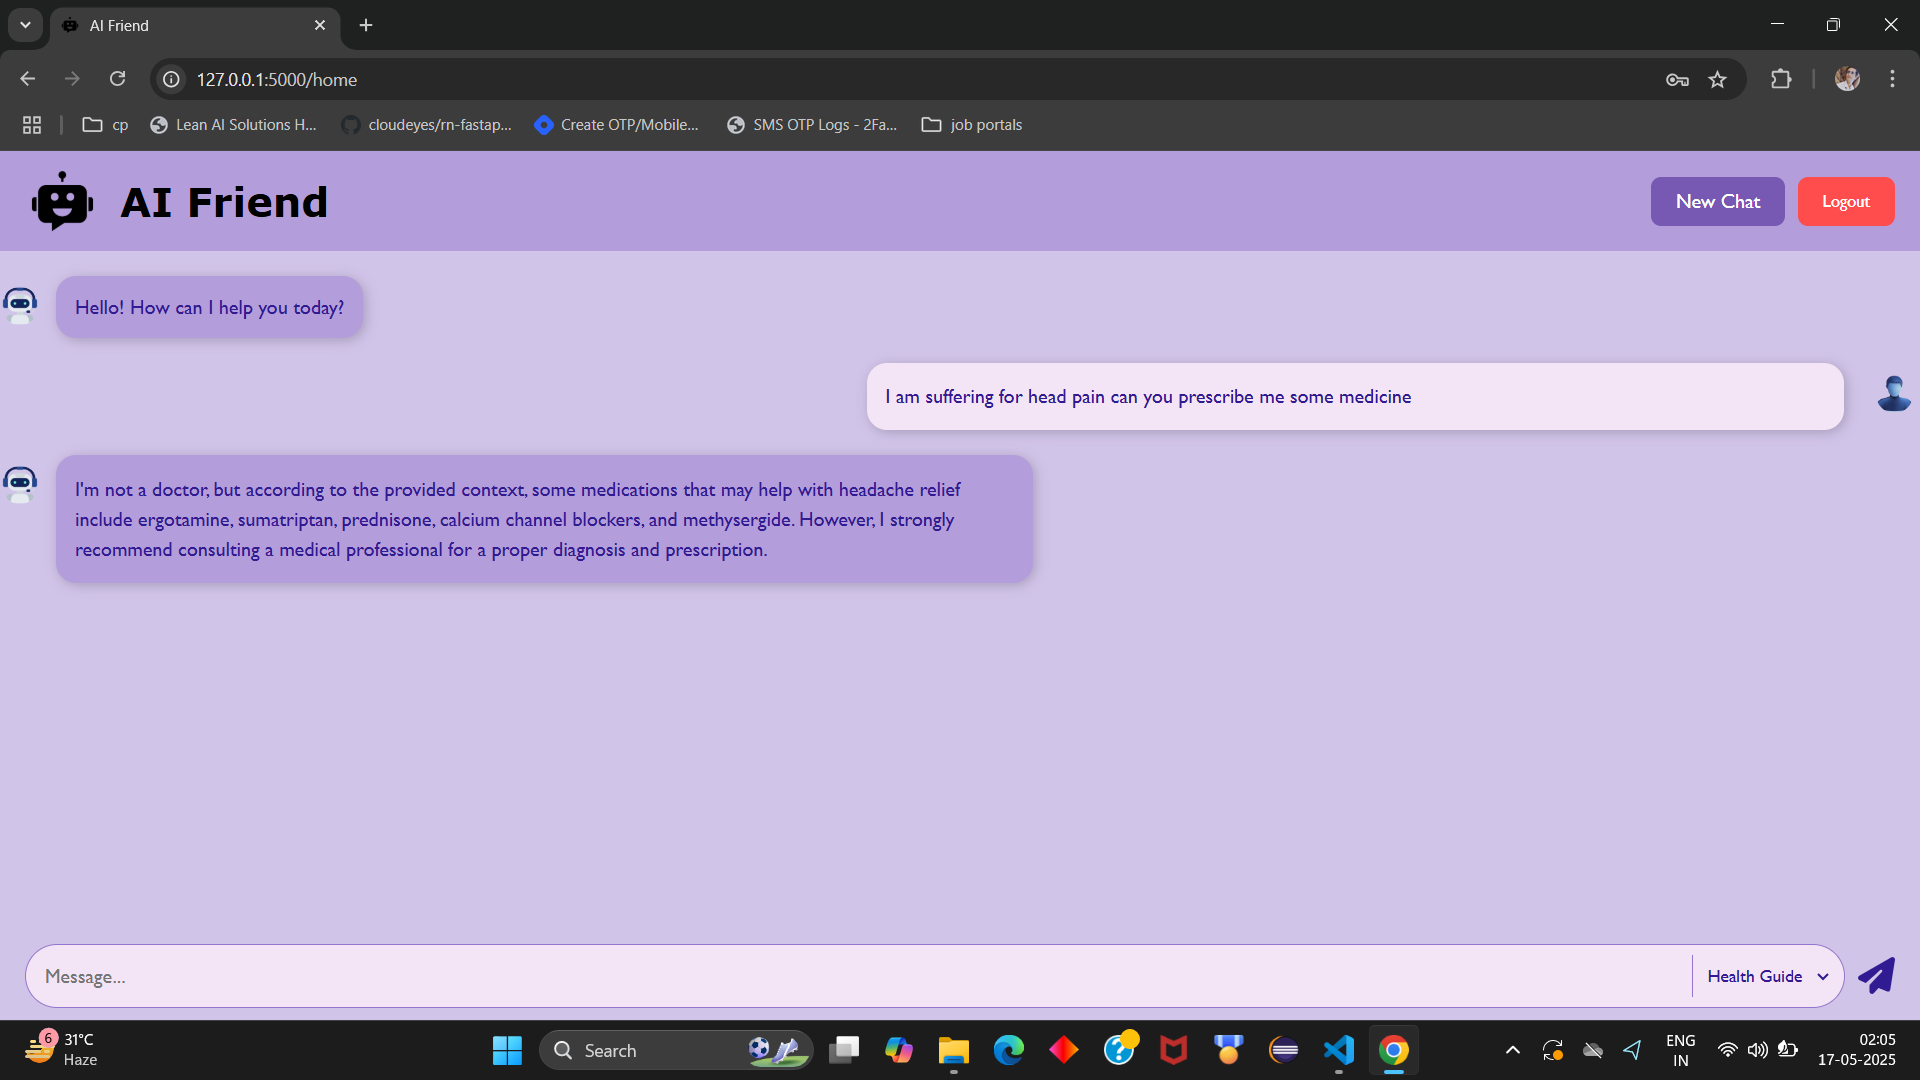 AI Friend
127.0.0.1:5000/home
cp
Lean AI Solutions H...
cloudeyes/rn-fastap...
Create OTP/Mobile...
SMS OTP Logs - 2Fa...
job portals
AI Friend
New Chat
Logout
Hello! How can I help you today?
I am suffering for head pain can you prescribe me some medicine
I'm not a doctor, but according to the provided context, some medications that may help with headache relief
include ergotamine, sumatriptan, prednisone, calcium channel blockers, and methysergide. However, I strongly
recommend consulting a medical professional for a proper diagnosis and prescription.
Message...
Health Guide
6
31°C
Haze
Search
ENG
IN
02:05
17-05-2025